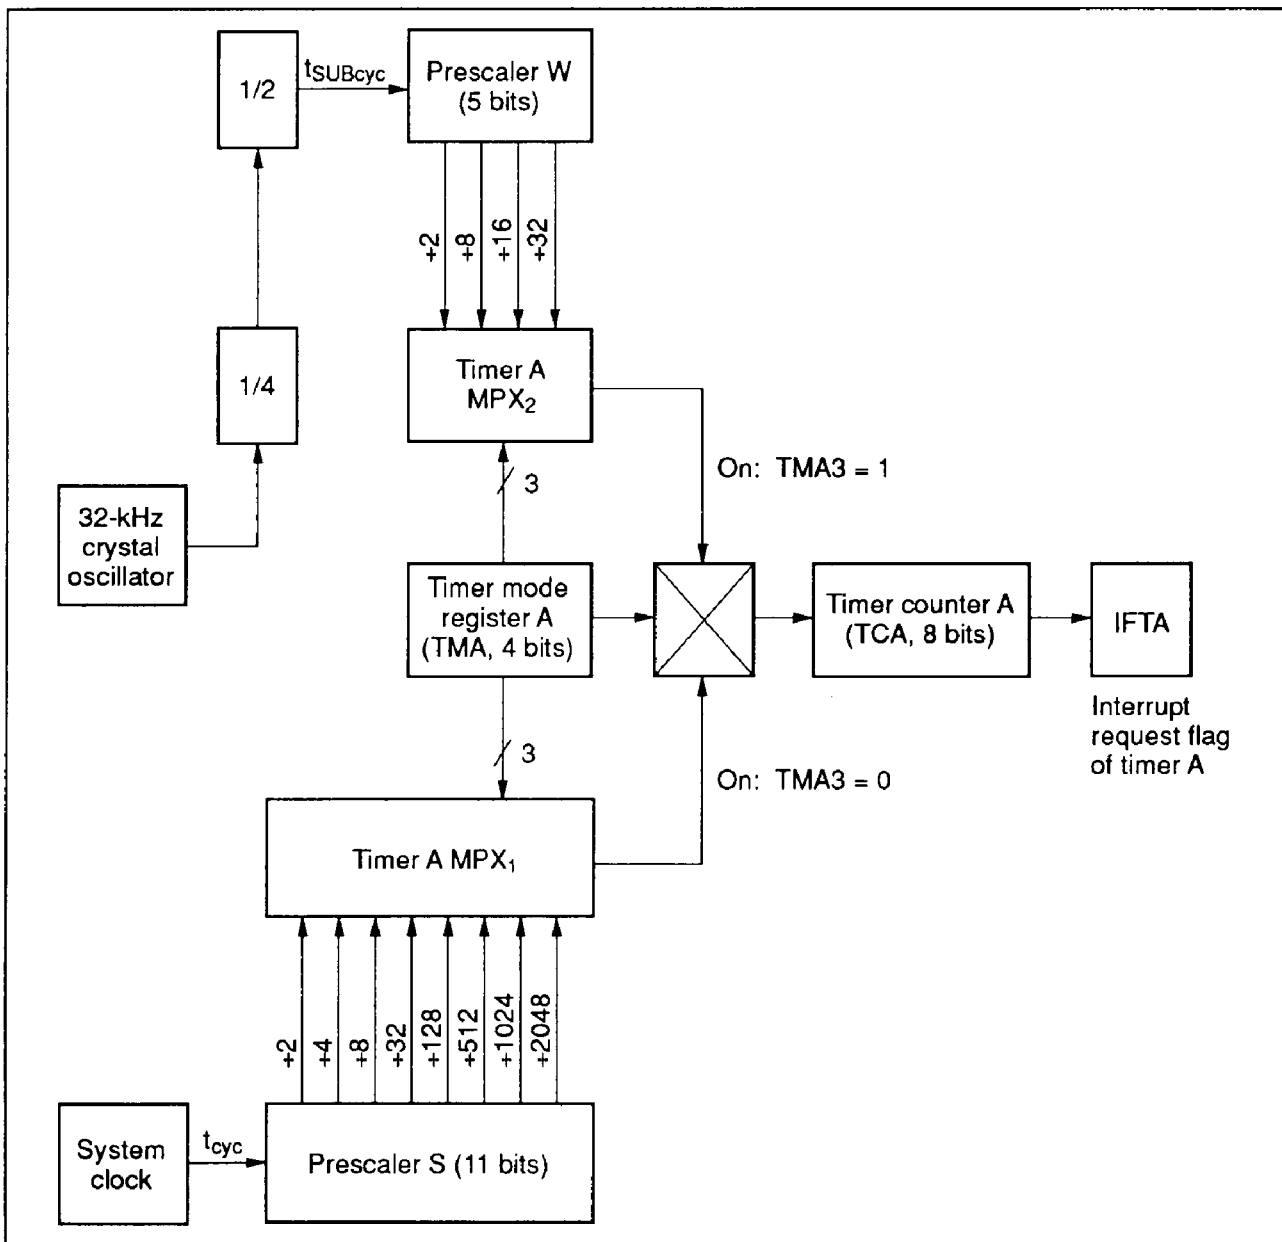 1/2
tSUBcyc
Prescaler W
(5 bits)
+2
+8
+16
+32
1/4
Timer A
MPX2
3
On: TMA3 = 1
32-kHz
crystal
oscillator
Timer mode
register A
(TMA, 4 bits)
Timer counter A
(TCA, 8 bits)
IFTA
Interrupt
request flag
of timer A
3
On: TMA3 = 0
Timer A MPX1
+2
+4
+8
+32
+128
+512
+1024
+2048
System
clock
tcyc
Prescaler S (11 bits)